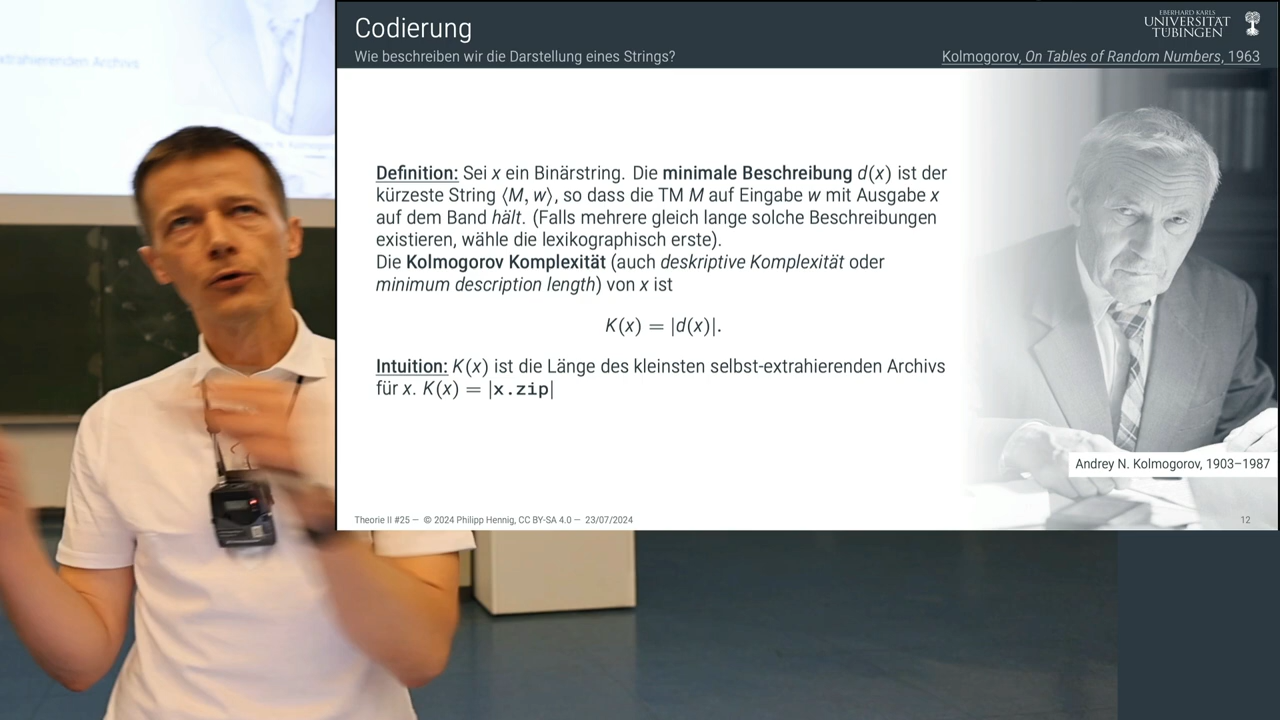 Codierung
Wie beschreiben wir die Darstellung eines Strings?
EBERHARD KARLS
UNIVERSITÄT
TÜBINGEN
Kolmogorov, On Tables of Random Numbers, 1963
xtrahierenden Archivs
Definition: Sei x ein Binärstring. Die minimale Beschreibung d(x) ist der
kürzeste String ⟨M, w⟩, so dass die TM M auf Eingabe w mit Ausgabe x
auf dem Band hält. (Falls mehrere gleich lange solche Beschreibungen
existieren, wähle die lexikographisch erste).
Die Kolmogorov Komplexität (auch deskriptive Komplexität oder
minimum description length) von x ist
K(x) = |d(x)|.
Intuition: K(x) ist die Länge des kleinsten selbst-extrahierenden Archivs
für x. K(x) = |x.zip|
Andrey N. Kolmogorov, 1903–1987
Theorie II #25 — © 2024 Philipp Hennig, CC BY-SA 4.0 — 23/07/2024
12